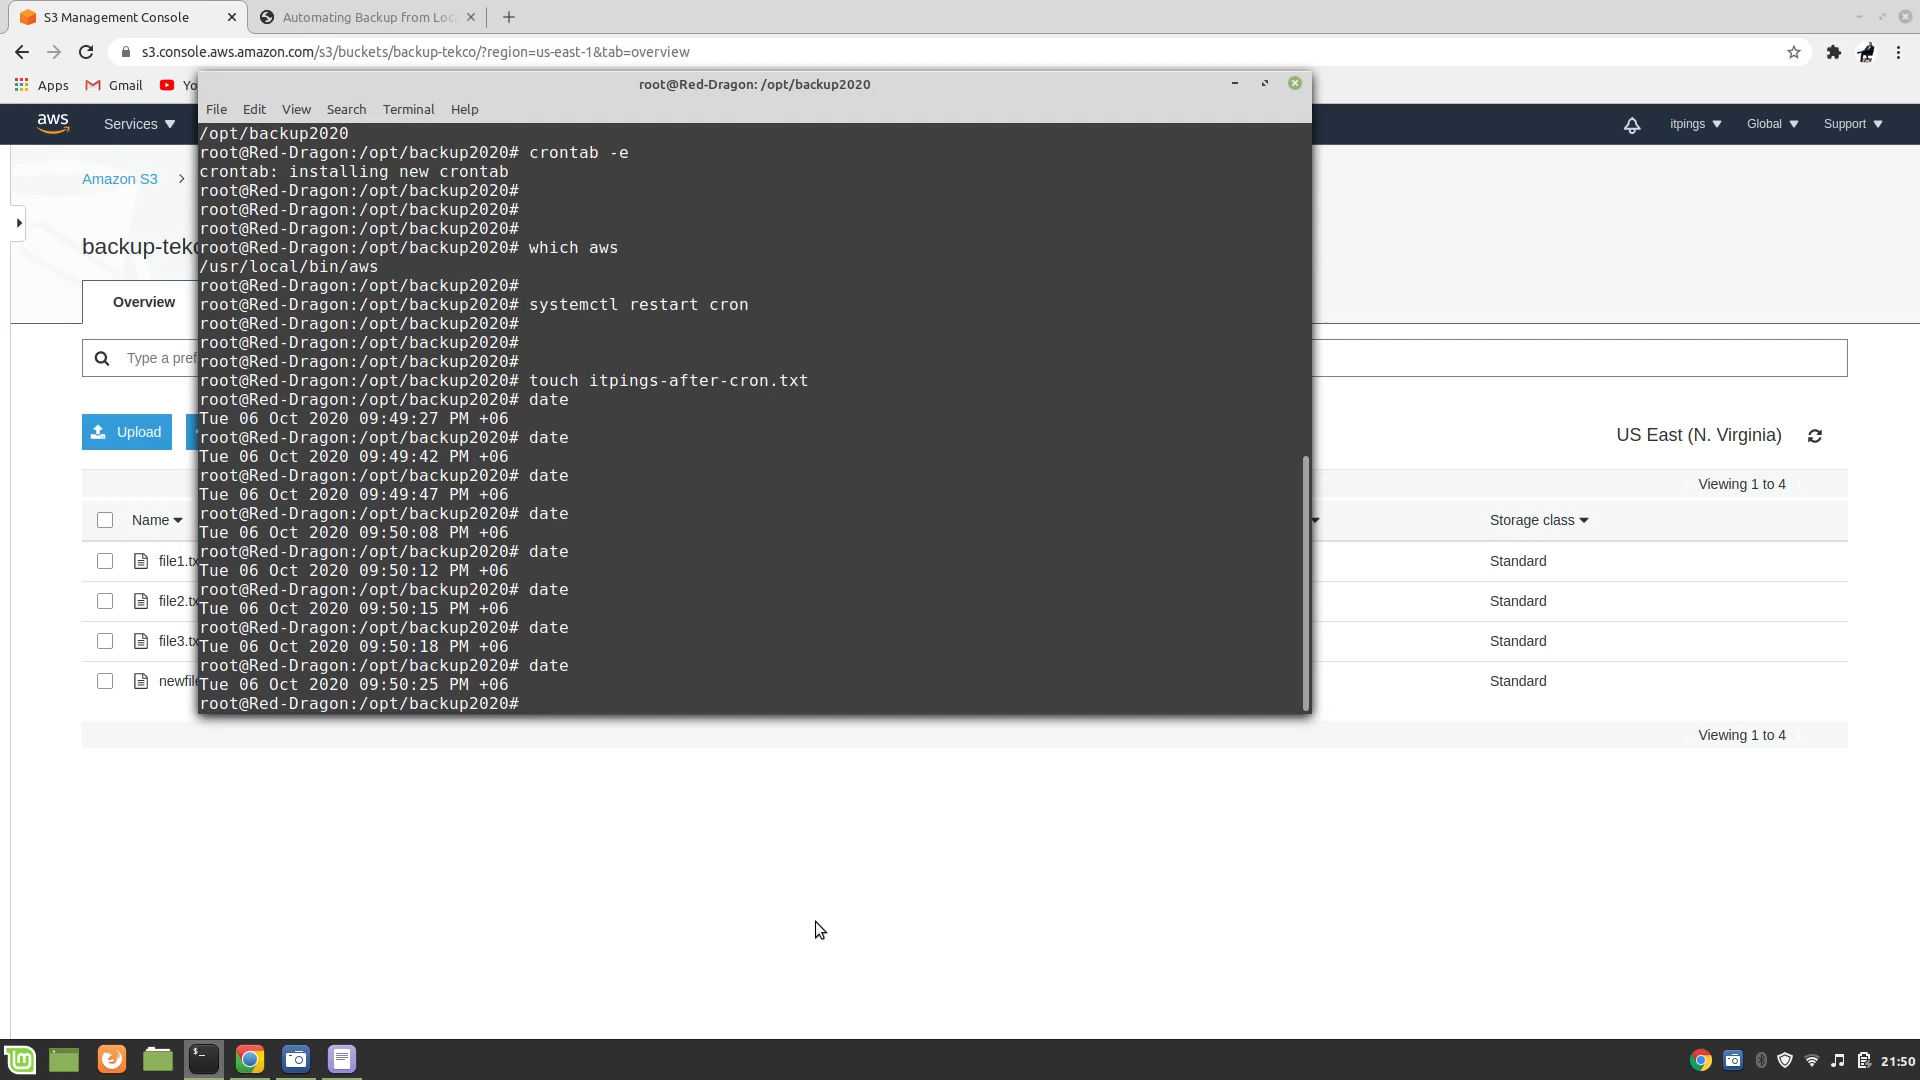 S3 Management Console
Automating Backup from Loc
s3.console.aws.amazon.com/s3/buckets/backup-tekco/?region=us-east-1&tab=overview
Apps
Gmail
Yo
root@Red-Dragon: /opt/backup2020
File Edit View Search Terminal Help
aws
Services
itpings
Global
Support
/opt/backup2020
root@Red-Dragon:/opt/backup2020# crontab -e
crontab: installing new crontab
root@Red-Dragon:/opt/backup2020#
root@Red-Dragon:/opt/backup2020#
root@Red-Dragon:/opt/backup2020#
root@Red-Dragon:/opt/backup2020# which aws
/usr/local/bin/aws
root@Red-Dragon:/opt/backup2020#
root@Red-Dragon:/opt/backup2020# systemctl restart cron
root@Red-Dragon:/opt/backup2020#
root@Red-Dragon:/opt/backup2020#
root@Red-Dragon:/opt/backup2020#
root@Red-Dragon:/opt/backup2020# touch itpings-after-cron.txt
root@Red-Dragon:/opt/backup2020# date
Tue 06 Oct 2020 09:49:27 PM +06
root@Red-Dragon:/opt/backup2020# date
Tue 06 Oct 2020 09:49:42 PM +06
root@Red-Dragon:/opt/backup2020# date
Tue 06 Oct 2020 09:49:47 PM +06
root@Red-Dragon:/opt/backup2020# date
Tue 06 Oct 2020 09:50:08 PM +06
root@Red-Dragon:/opt/backup2020# date
Tue 06 Oct 2020 09:50:12 PM +06
root@Red-Dragon:/opt/backup2020# date
Tue 06 Oct 2020 09:50:15 PM +06
root@Red-Dragon:/opt/backup2020# date
Tue 06 Oct 2020 09:50:18 PM +06
root@Red-Dragon:/opt/backup2020# date
Tue 06 Oct 2020 09:50:25 PM +06
root@Red-Dragon:/opt/backup2020#
Amazon S3
backup-tekc
Overview
Type a pref
Upload
US East (N. Virginia)
Viewing 1 to 4
Name
Storage class
file1.tx
Standard
file2.tx
Standard
file3.tx
Standard
newfile
Standard
Viewing 1 to 4
21:50